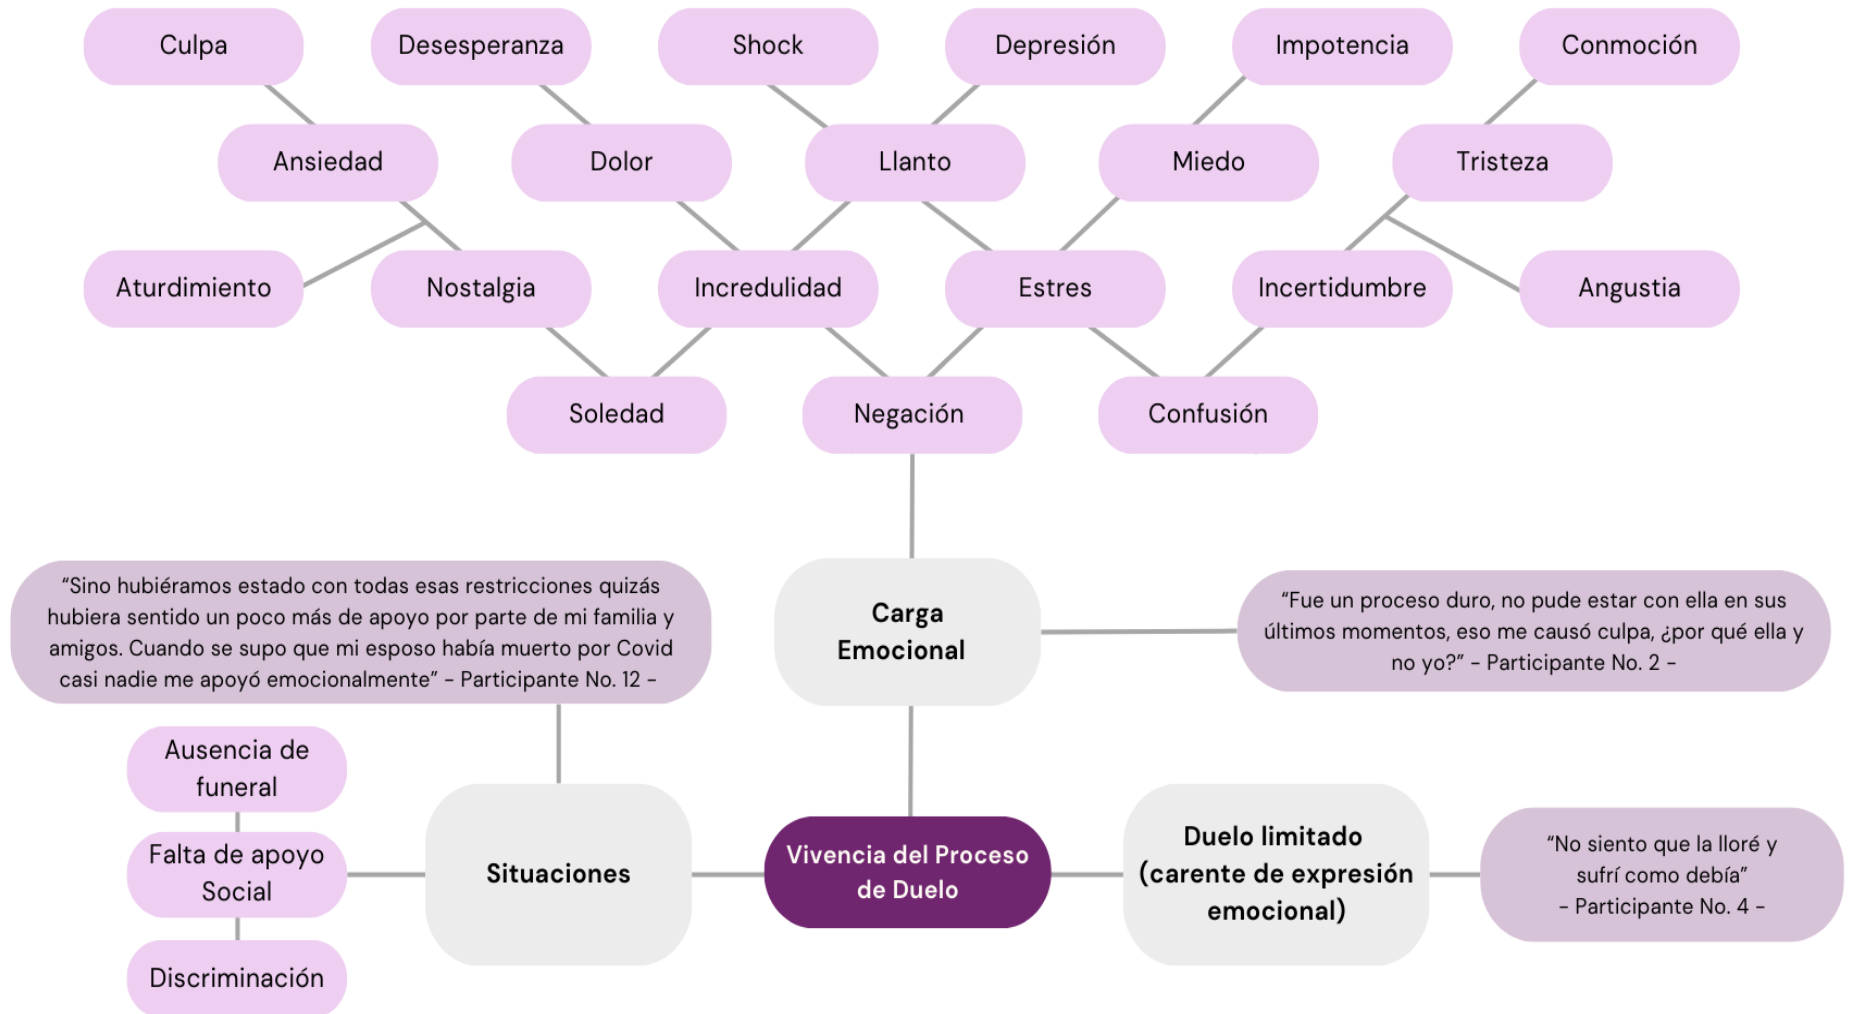 Culpa
Desesperanza
Shock
Depresión
Impotencia
Conmoción
Ansiedad
Dolor
Llanto
Miedo
Tristeza
Aturdimiento
Nostalgia
Incredulidad
Estres
Incertidumbre
Angustia
Soledad
Negación
Confusión
“Sino hubiéramos estado con todas esas restricciones quizás
hubiera sentido un poco más de apoyo por parte de mi familia y
amigos. Cuando se supo que mi esposo había muerto por Covid
casi nadie me apoyó emocionalmente” - Participante No. 12 -
Carga
Emocional
“Fue un proceso duro, no pude estar con ella en sus
últimos momentos, eso me causó culpa, ¿por qué ella y
no yo?” - Participante No. 2 -
Ausencia de
funeral
Falta de apoyo
Social
Discriminación
Situaciones
Vivencia del Proceso
de Duelo
Duelo limitado
(carente de expresión
emocional)
“No siento que la lloré y
sufrí como debía”
- Participante No. 4 -